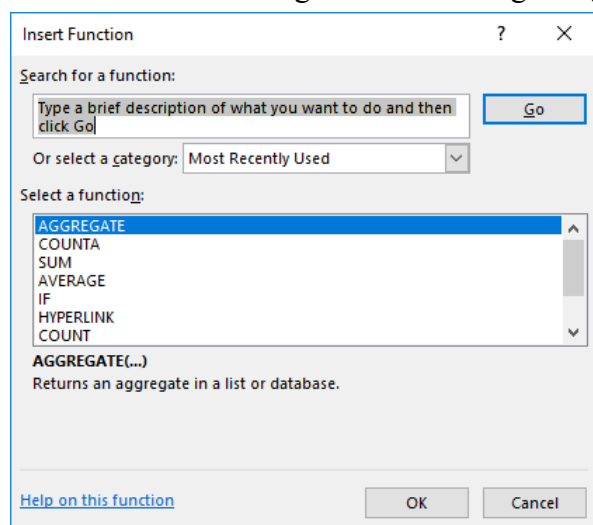 Insert Function ? ×
Search for a function:
Type a brief description of what you want to do and then
click Go
Go
Or select a category: Most Recently Used
Select a function:
AGGREGATE
COUNTA
SUM
AVERAGE
IF
HYPERLINK
COUNT
AGGREGATE(...)
Returns an aggregate in a list or database.
Help on this function
OK
Cancel